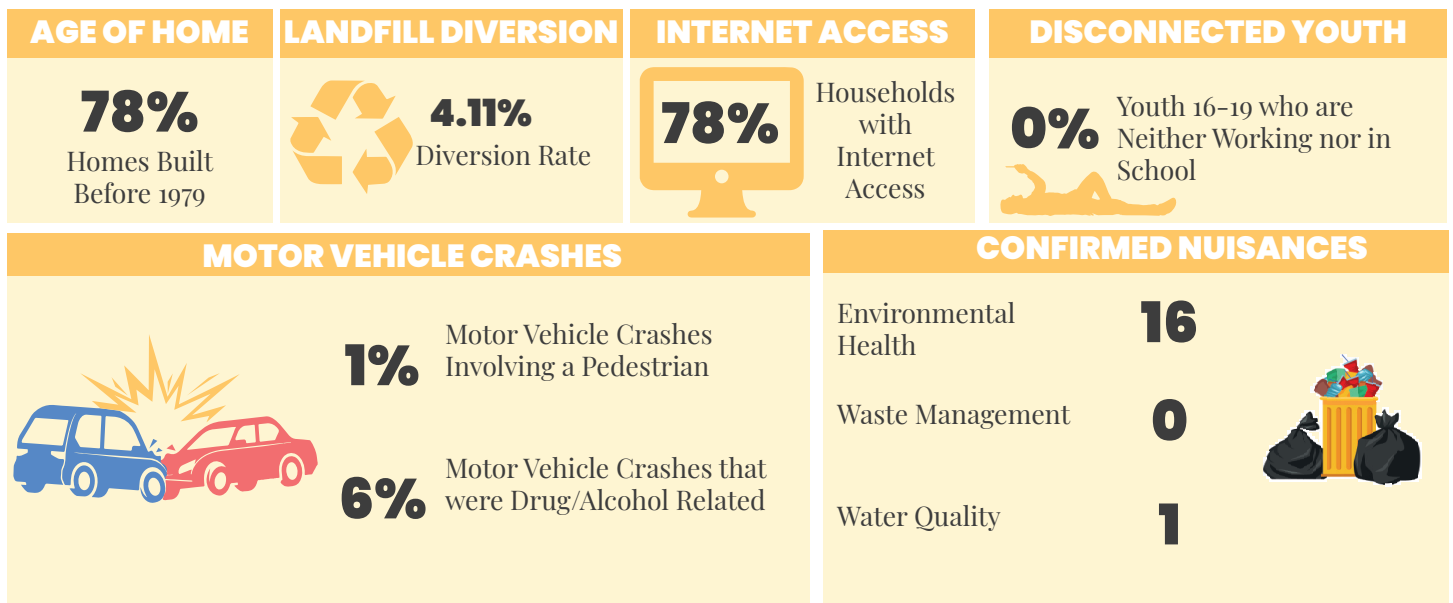 AGE OF HOME
78%
Homes Built
Before 1979
LANDFILL DIVERSION
4.11%
Diversion Rate
INTERNET ACCESS
78%
Households
with
Internet
Access
DISCONNECTED YOUTH
0%
Youth 16-19 who are
Neither Working nor in
School
MOTOR VEHICLE CRASHES
1%
Motor Vehicle Crashes
Involving a Pedestrian
6%
Motor Vehicle Crashes that
were Drug/Alcohol Related
CONFIRMED NUISANCES
Environmental
Health
16
Waste Management
0
Water Quality
1